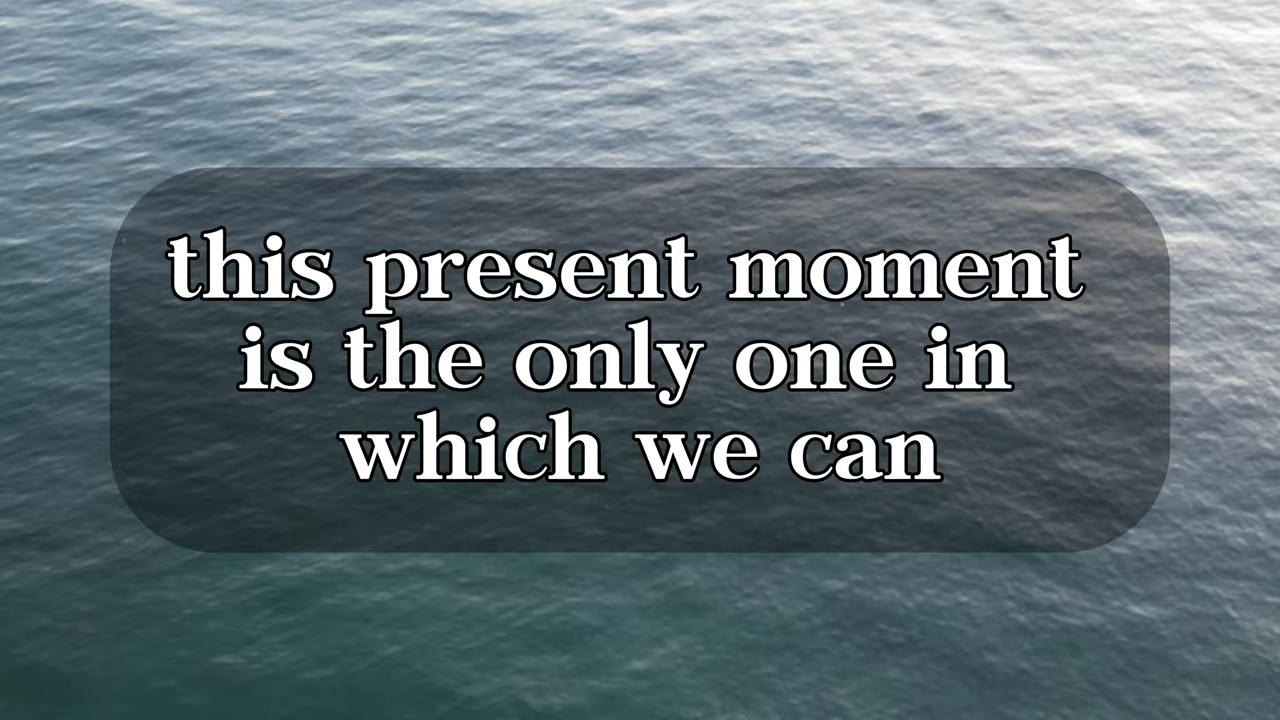 this present moment
is the only one in
which we can